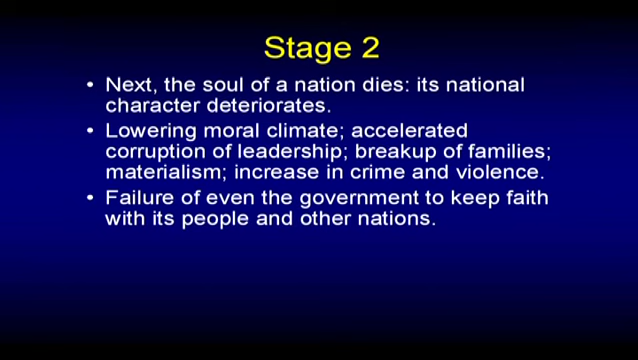 Stage 2
• Next, the soul of a nation dies: its national
character deteriorates.
• Lowering moral climate; accelerated
corruption of leadership; breakup of families;
materialism; increase in crime and violence.
• Failure of even the government to keep faith
with its people and other nations.